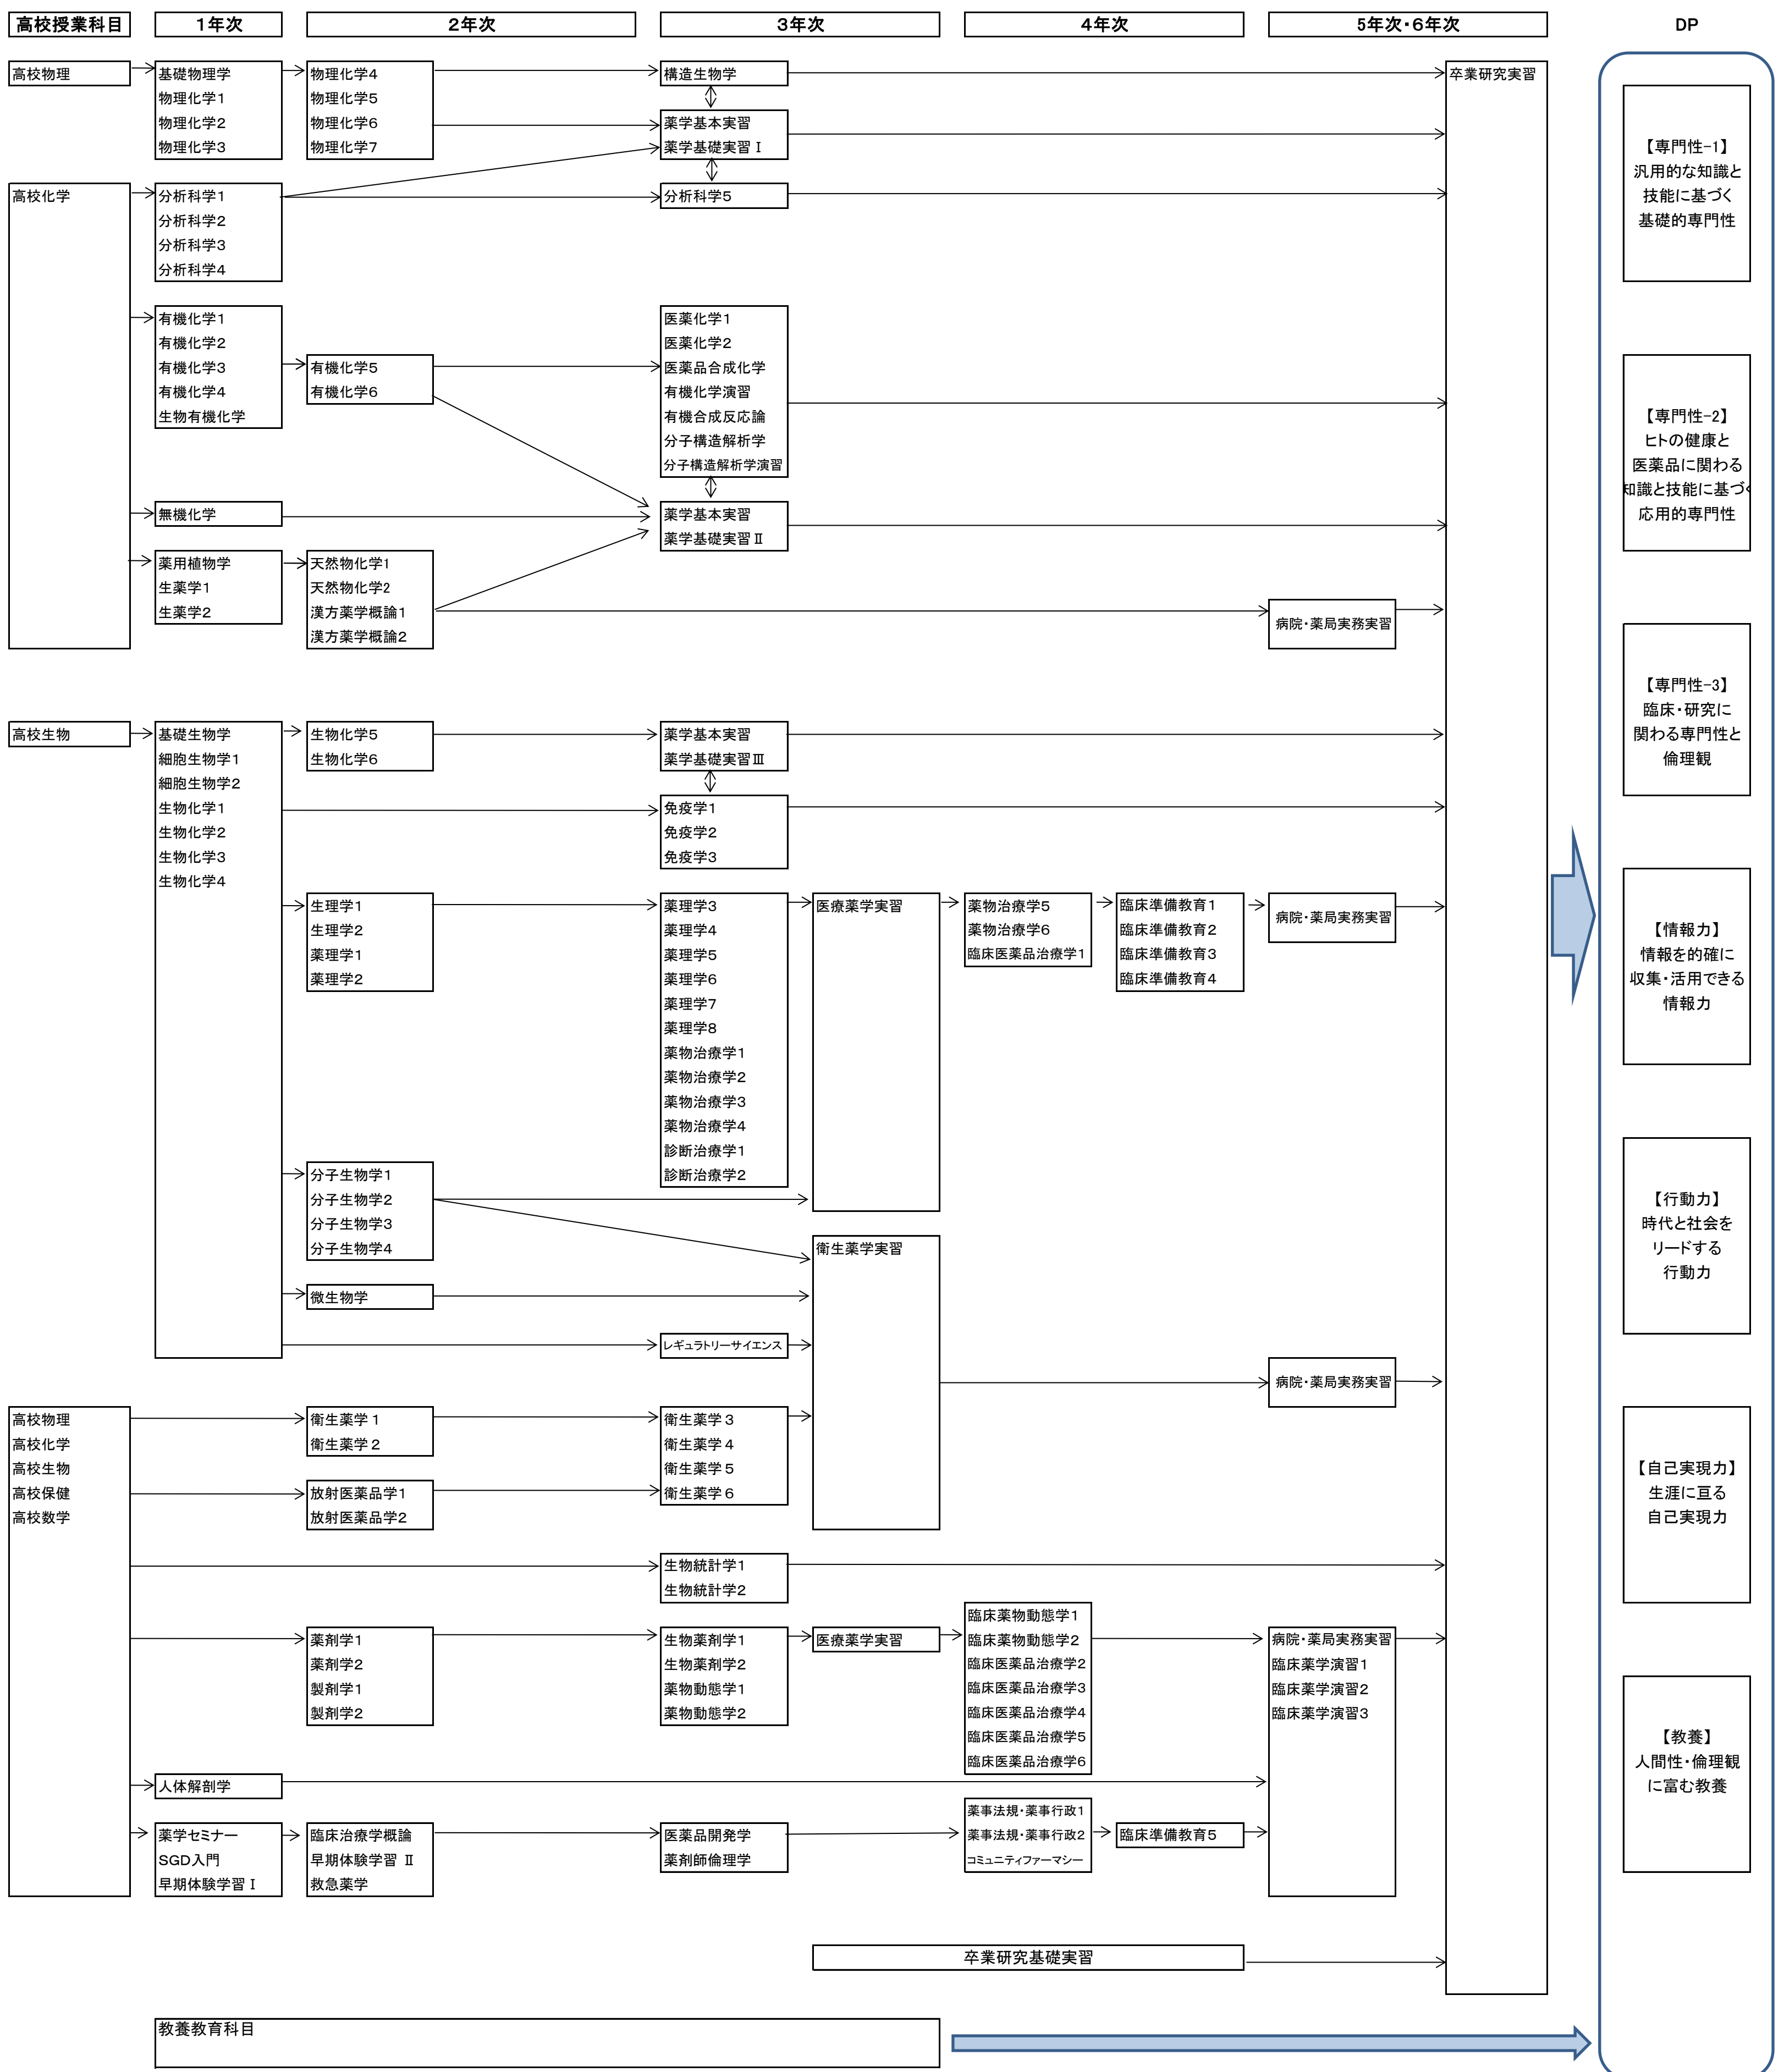 高校授業科目
1年次
2年次
3年次
4年次
5年次・6年次
DP
高校物理
基礎物理学
物理化学1
物理化学2
物理化学3
物理化学4
物理化学5
物理化学6
物理化学7
構造生物学
薬学基本実習
薬学基礎実習Ⅰ
卒業研究実習
高校化学
分析科学1
分析科学2
分析科学3
分析科学4
分析科学5
有機化学1
有機化学2
有機化学3
有機化学4
生物有機化学
有機化学5
有機化学6
医薬化学1
医薬化学2
医薬品合成化学
有機化学演習
有機合成反応論
分子構造解析学
分子構造解析学演習
無機化学
薬学基本実習
薬学基礎実習Ⅱ
薬用植物学
生薬学1
生薬学2
天然物化学1
天然物化学2
漢方薬学概論1
漢方薬学概論2
病院・薬局実務実習
高校生物
基礎生物学
細胞生物学1
細胞生物学2
生物化学1
生物化学2
生物化学3
生物化学4
生物化学5
生物化学6
薬学基本実習
薬学基礎実習Ⅲ
免疫学1
免疫学2
免疫学3
生理学1
生理学2
薬理学1
薬理学2
薬理学3
薬理学4
薬理学5
薬理学6
薬理学7
薬理学8
薬物治療学1
薬物治療学2
薬物治療学3
薬物治療学4
診断治療学1
診断治療学2
医療薬学実習
薬物治療学5
薬物治療学6
臨床医薬品治療学1
臨床準備教育1
臨床準備教育2
臨床準備教育3
臨床準備教育4
病院・薬局実務実習
分子生物学1
分子生物学2
分子生物学3
分子生物学4
衛生薬学実習
微生物学
レギュラトリーサイエンス
病院・薬局実務実習
高校物理
高校化学
高校生物
高校保健
高校数学
衛生薬学1
衛生薬学2
衛生薬学3
衛生薬学4
衛生薬学5
衛生薬学6
放射医薬品学1
放射医薬品学2
生物統計学1
生物統計学2
薬剤学1
薬剤学2
製剤学1
製剤学2
生物薬剤学1
生物薬剤学2
薬物動態学1
薬物動態学2
医療薬学実習
臨床薬物動態学1
臨床薬物動態学2
臨床医薬品治療学2
臨床医薬品治療学3
臨床医薬品治療学4
臨床医薬品治療学5
臨床医薬品治療学6
病院・薬局実務実習
臨床薬学演習1
臨床薬学演習2
臨床薬学演習3
人体解剖学
薬学セミナー
SGD入門
早期体験学習Ⅰ
臨床治療学概論
早期体験学習 Ⅱ
救急薬学
医薬品開発学
薬剤師倫理学
薬事法規・薬事行政1
薬事法規・薬事行政2
コミュニティファーマシー
臨床準備教育5
卒業研究基礎実習
教養教育科目
【専門性-1】
汎用的な知識と
技能に基づく
基礎的専門性
【専門性-2】
ヒトの健康と
医薬品に関わる
知識と技能に基づく
応用的専門性
【専門性-3】
臨床・研究に
関わる専門性と
倫理観
【情報力】
情報を的確に
収集・活用できる
情報力
【行動力】
時代と社会を
リードする
行動力
【自己実現力】
生涯に亘る
自己実現力
【教養】
人間性・倫理観
に富む教養